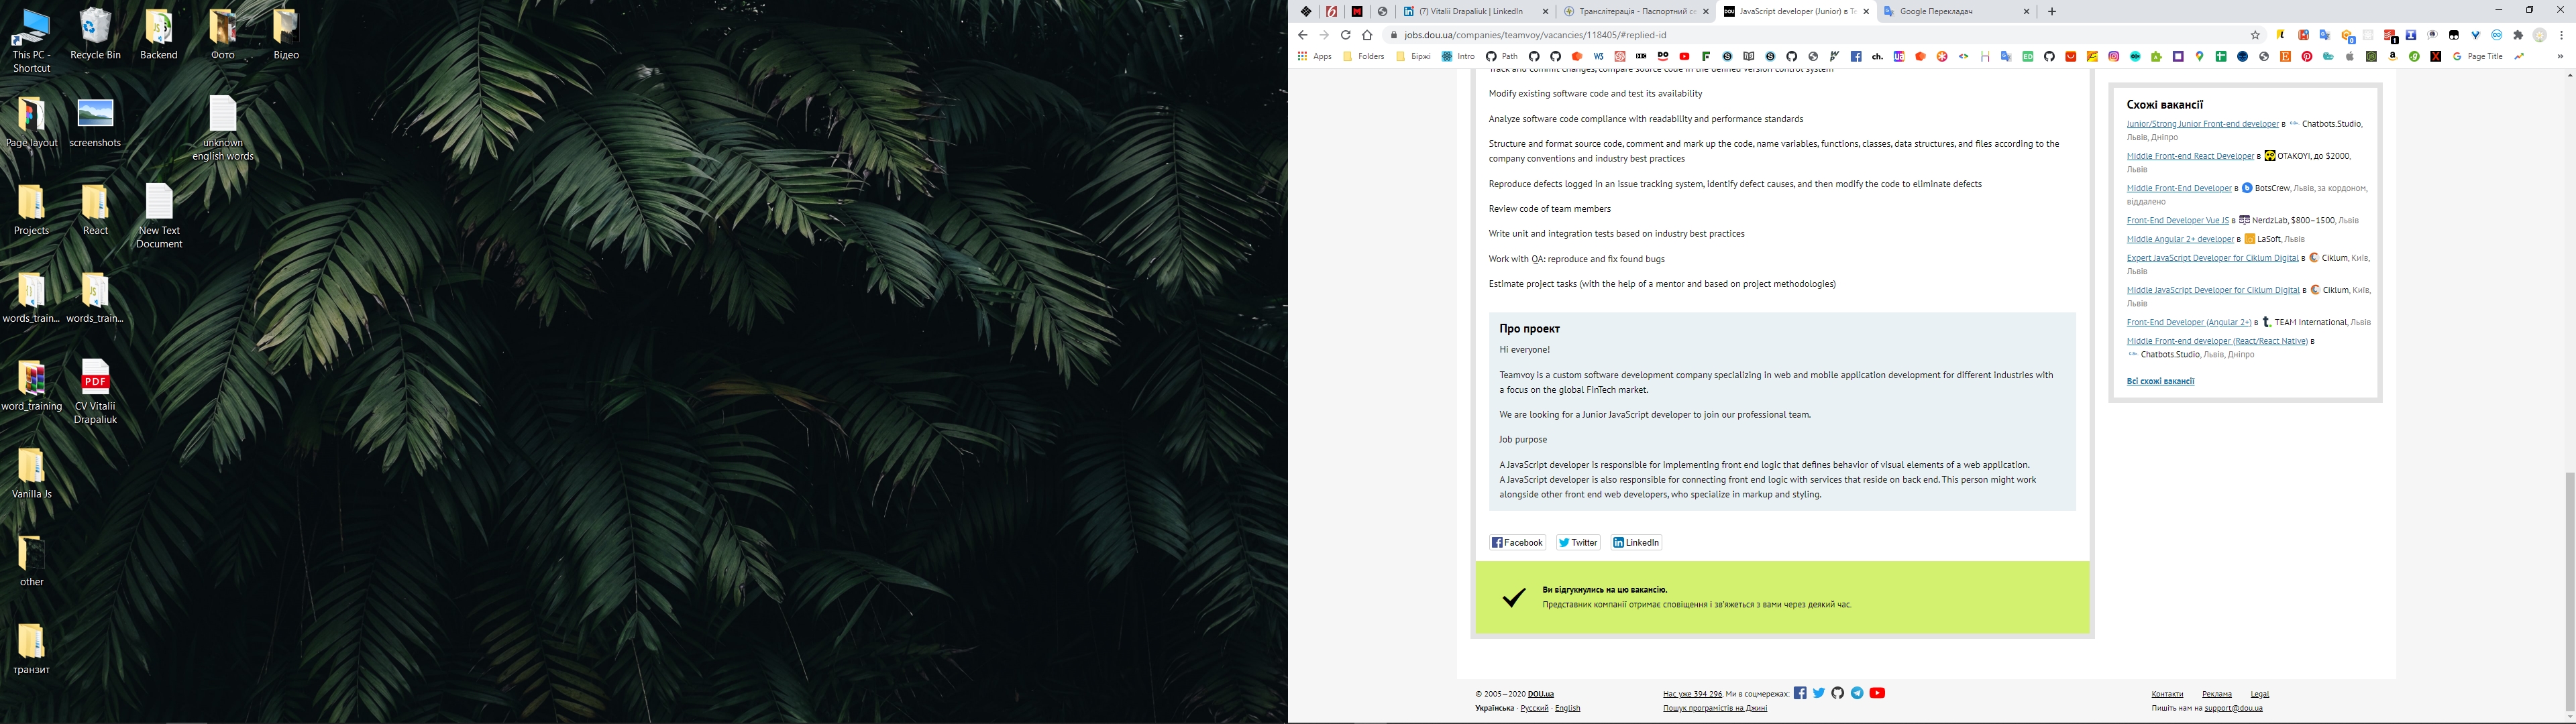 This PC - Shortcut
Recycle Bin
Backend
Фото
Відео
Page layout
screenshots
unknown english words
Projects
React
New Text Document
words_train...
words_train...
word_training
CV Vitalii Drapaliuk
PDF
Vanilla Js
other
транзит
(7) Vitalii Drapaliuk | LinkedIn
Транслітерація - Паспортний с
JavaScript developer (Junior) в Te
Google Перекладач
jobs.dou.ua/companies/teamvoy/vacancies/118405/#replied-id
Apps Folders Біржі Intro Path Page Title
Track and commit changes, compare source code in the defined version control system
Modify existing software code and test its availability
Analyze software code compliance with readability and performance standards
Structure and format source code, comment and mark up the code, name variables, functions, classes, data structures, and files according to the
company conventions and industry best practices
Reproduce defects logged in an issue tracking system, identify defect causes, and then modify the code to eliminate defects
Review code of team members
Write unit and integration tests based on industry best practices
Work with QA: reproduce and fix found bugs
Estimate project tasks (with the help of a mentor and based on project methodologies)
Про проект
Hi everyone!
Teamvoy is a custom software development company specializing in web and mobile application development for different industries with
a focus on the global FinTech market.
We are looking for a Junior JavaScript developer to join our professional team.
Job purpose
A JavaScript developer is responsible for implementing front end logic that defines behavior of visual elements of a web application.
A JavaScript developer is also responsible for connecting front end logic with services that reside on back end. This person might work
alongside other front end web developers, who specialize in markup and styling.
Facebook Twitter LinkedIn
Ви відгукнулись на цю вакансію.
Представник компанії отримає сповіщення і зв'яжеться з вами через деякий час.
Схожі вакансії
Junior/Strong Junior Front-end developer в Chatbots.Studio,
Львів, Дніпро
Middle Front-end React Developer в OTAKOYI, до $2000,
Львів
Middle Front-End Developer в BotsCrew, Львів, за кордоном,
віддалено
Front-End Developer Vue JS в NerdzLab, $800–1500, Львів
Middle Angular 2+ developer в LaSoft, Львів
Expert JavaScript Developer for Ciklum Digital в Ciklum, Київ,
Львів
Middle JavaScript Developer for Ciklum Digital в Ciklum, Київ,
Львів
Front-End Developer (Angular 2+) в TEAM International, Львів
Middle Front-end developer (React/React Native) в
Chatbots.Studio, Львів, Дніпро
Всі схожі вакансії
© 2005—2020 DOU.ua
Українська · Русский · English
Нас уже 394 296. Ми в соцмережах:
Пошук програмістів на Джині
Контакти Реклама Legal
Пишіть нам на support@dou.ua